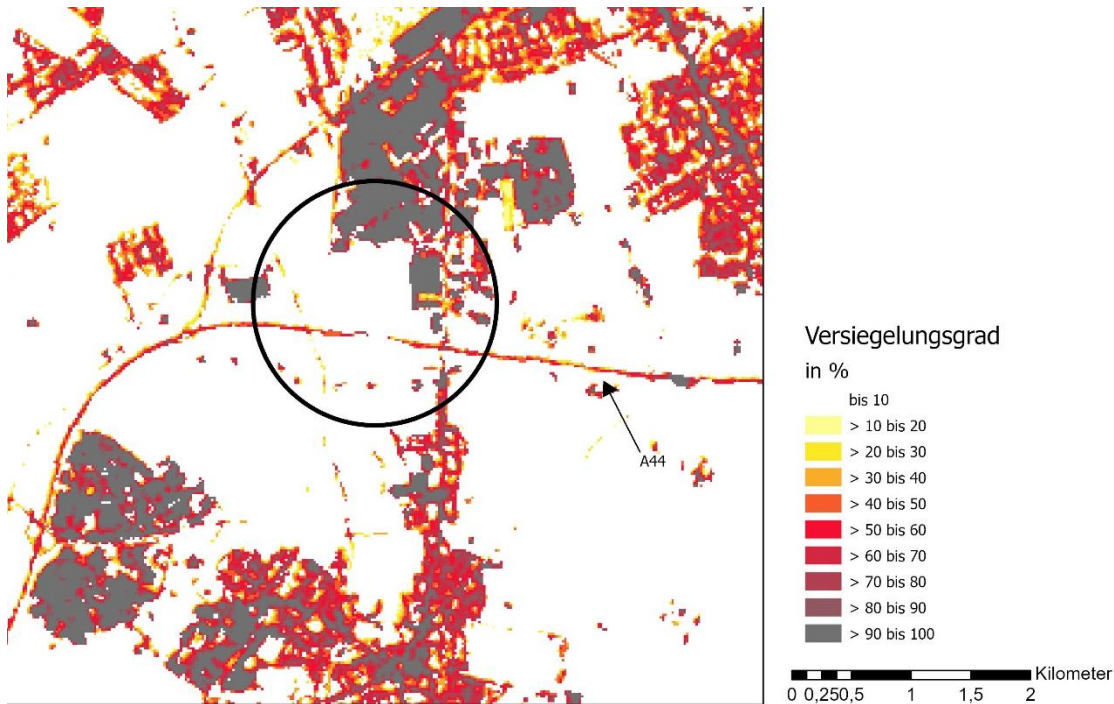 A44
Versiegelungsgrad
in %
bis 10
> 10 bis 20
> 20 bis 30
> 30 bis 40
> 40 bis 50
> 50 bis 60
> 60 bis 70
> 70 bis 80
> 80 bis 90
> 90 bis 100
Kilometer
0 0,250,5 1 1,5 2